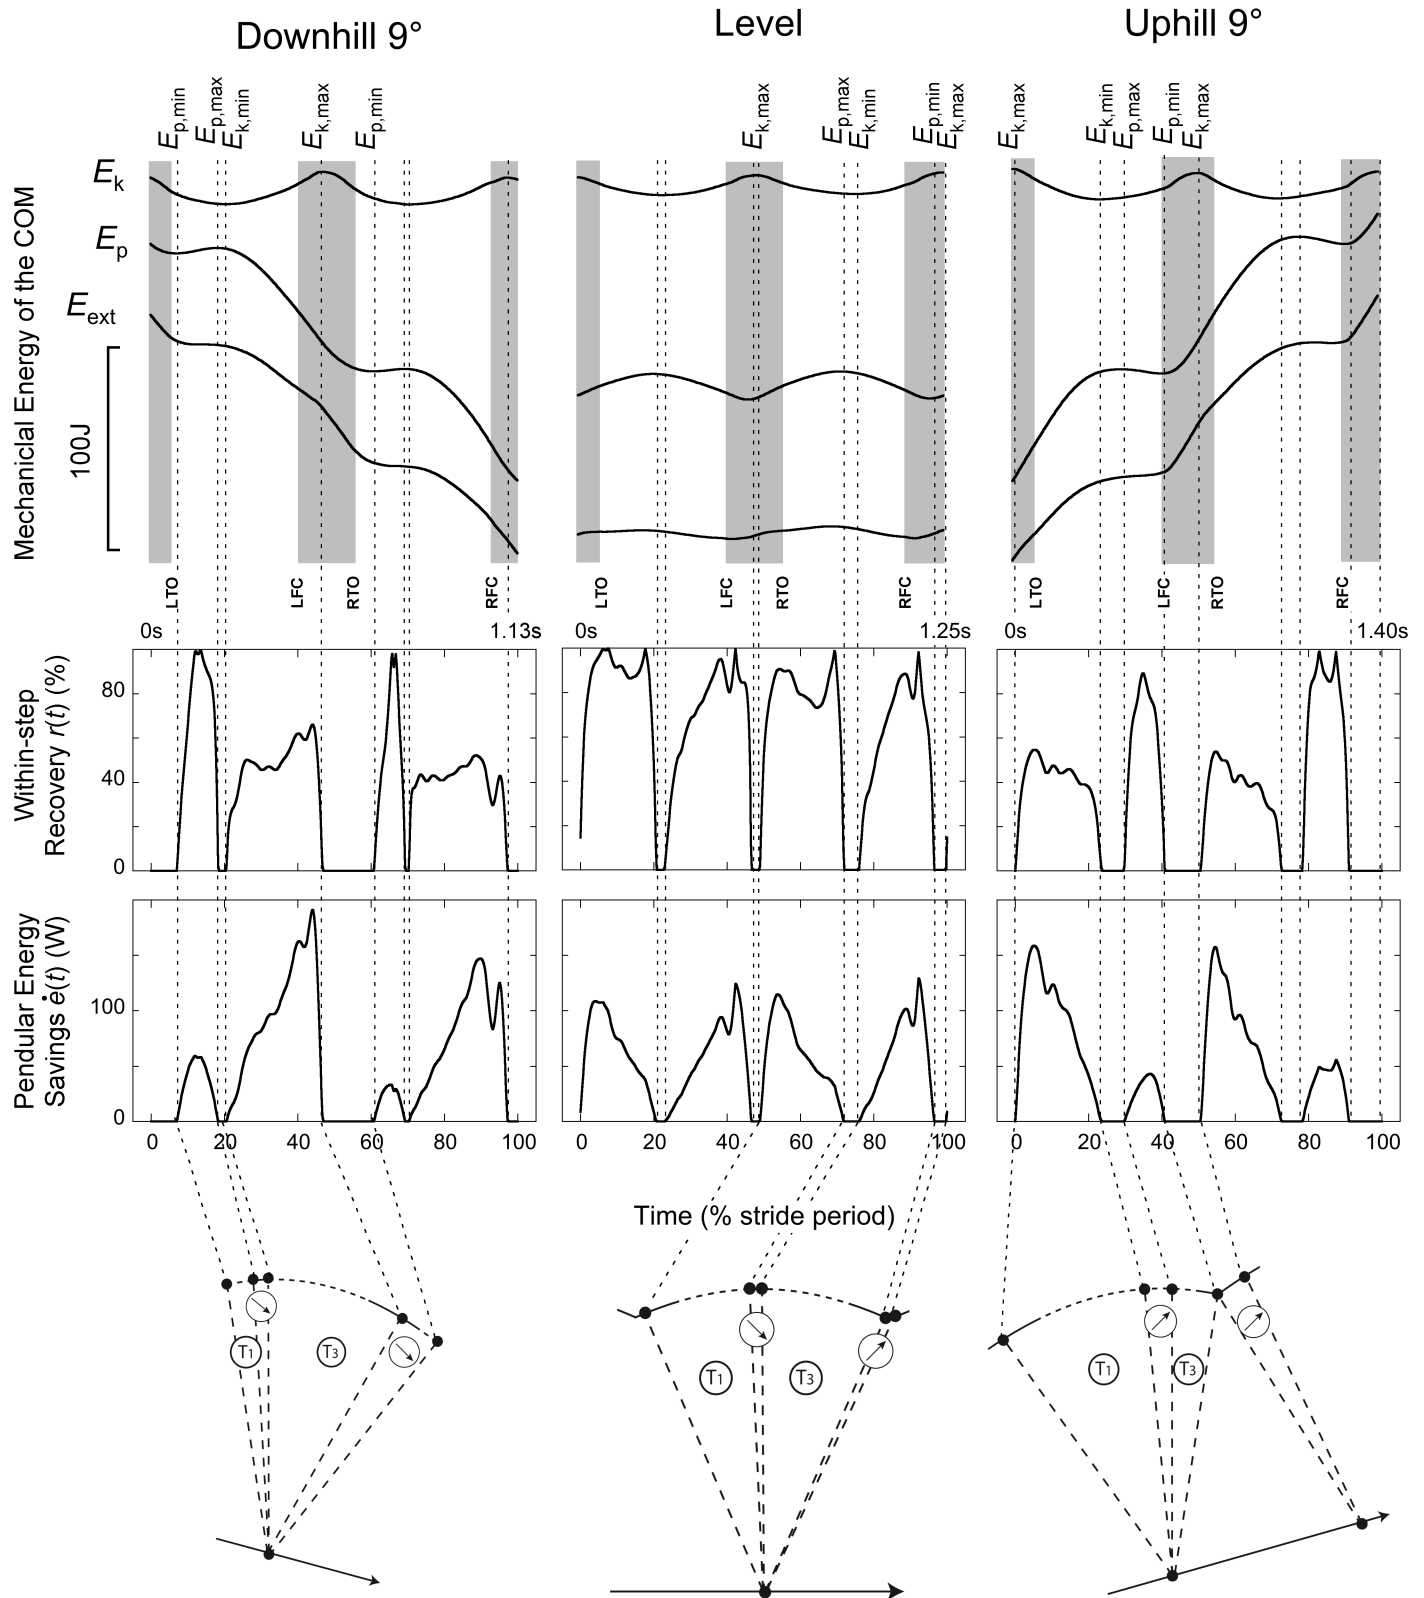 Downhill 9°
Level
Uphill 9°
Ep,min
Ep,max
Ek,min
Ek,max
Ep,min
Ek,max
Ep,max
Ek,min
Ep,min
Ek,max
Ek,max
Ek,min
Ep,max
Ep,min
Ek,max
Mechaniclal Energy of the COM
Ek
Ep
Eext
100J
LTO
LFC
RTO
RFC
LTO
LFC
RTO
RFC
LTO
LFC
RTO
RFC
0s
1.13s
0s
1.25s
0s
1.40s
Within-step
Recovery r(t) (%)
80
40
0
Pendular Energy
Savings ė(t) (W)
100
0
0 20 40 60 80 100
0 20 40 60 80 100
0 20 40 60 80 100
Time (% stride period)
T1
T3
T1
T3
T1
T3